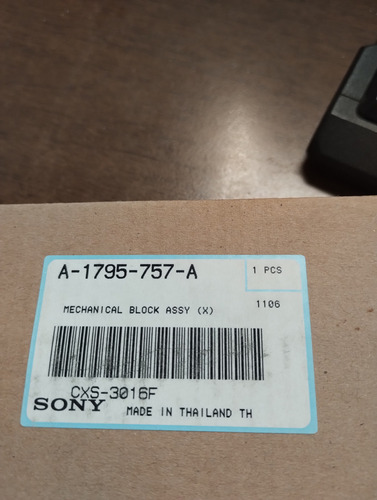 A-1795-757-A
1 PCS
MECHANICAL BLOCK ASSY (X)
1106
CXS-3016F
SONY
MADE IN THAILAND TH